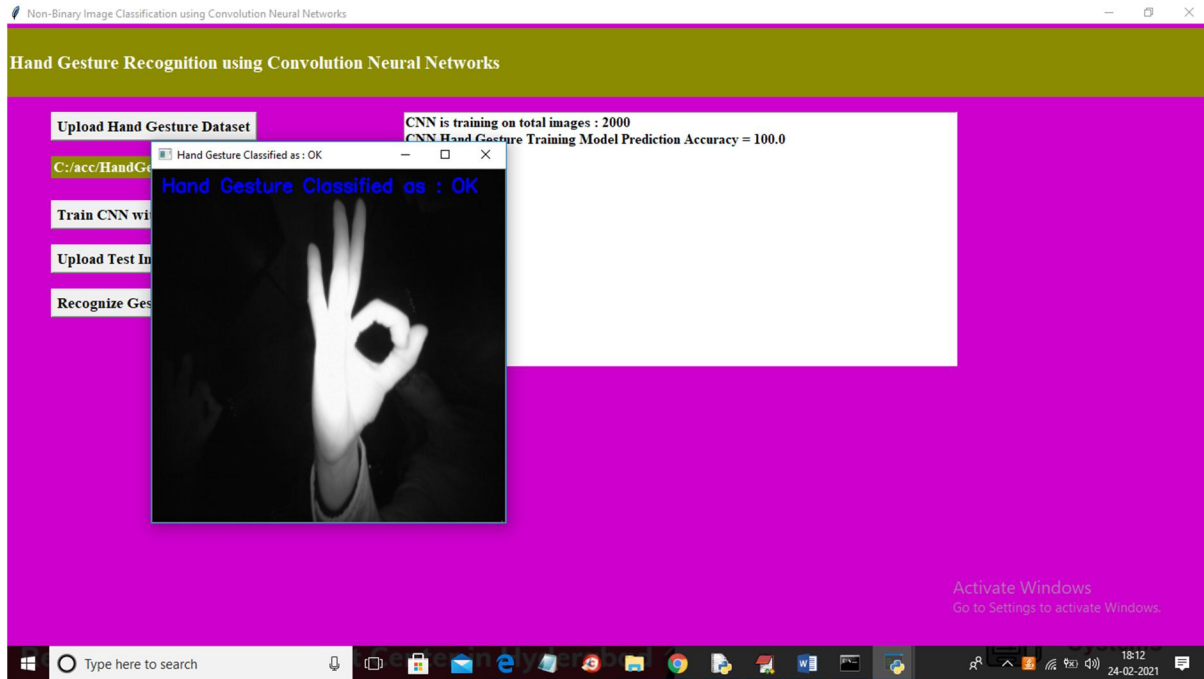 Non-Binary Image Classification using Convolution Neural Networks
Hand Gesture Recognition using Convolution Neural Networks
Upload Hand Gesture Dataset
CNN is training on total images : 2000
CNN Hand Gesture Training Model Prediction Accuracy = 100.0
Hand Gesture Classified as : OK
C:/acc/HandGe
Hand Gesture Classified as : OK
Train CNN wi
Upload Test In
Recognize Ges
Activate Windows
Go to Settings to activate Windows.
Type here to search
18:12
24-02-2021